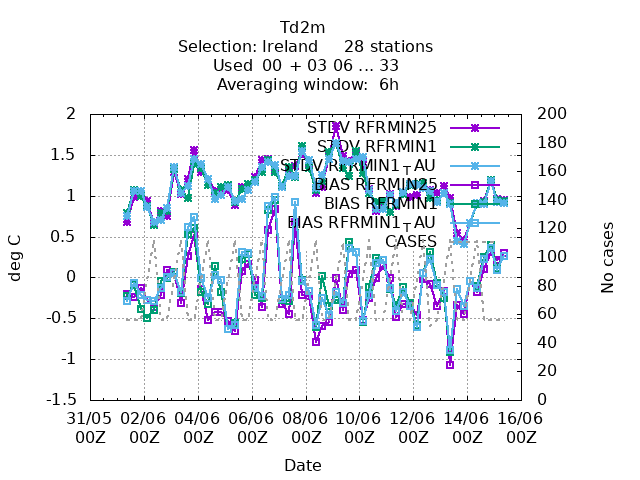 Td2m
Selection: Ireland 28 stations
Used 00 + 03 06 ... 33
Averaging window: 6h
2
1.5
1
0.5
0
-0.5
-1
-1.5
deg C
200
180
160
140
120
100
80
60
40
20
0
No cases
STDV RFRMIN25
STDV RFRMIN1
STDV RFRMIN1_AU
BIAS RFRMIN25
BIAS RFRMIN1
BIAS RFRMIN1_AU
CASES
31/05 02/06 04/06 06/06 08/06 10/06 12/06 14/06 16/06
00Z 00Z 00Z 00Z 00Z 00Z 00Z 00Z 00Z
Date